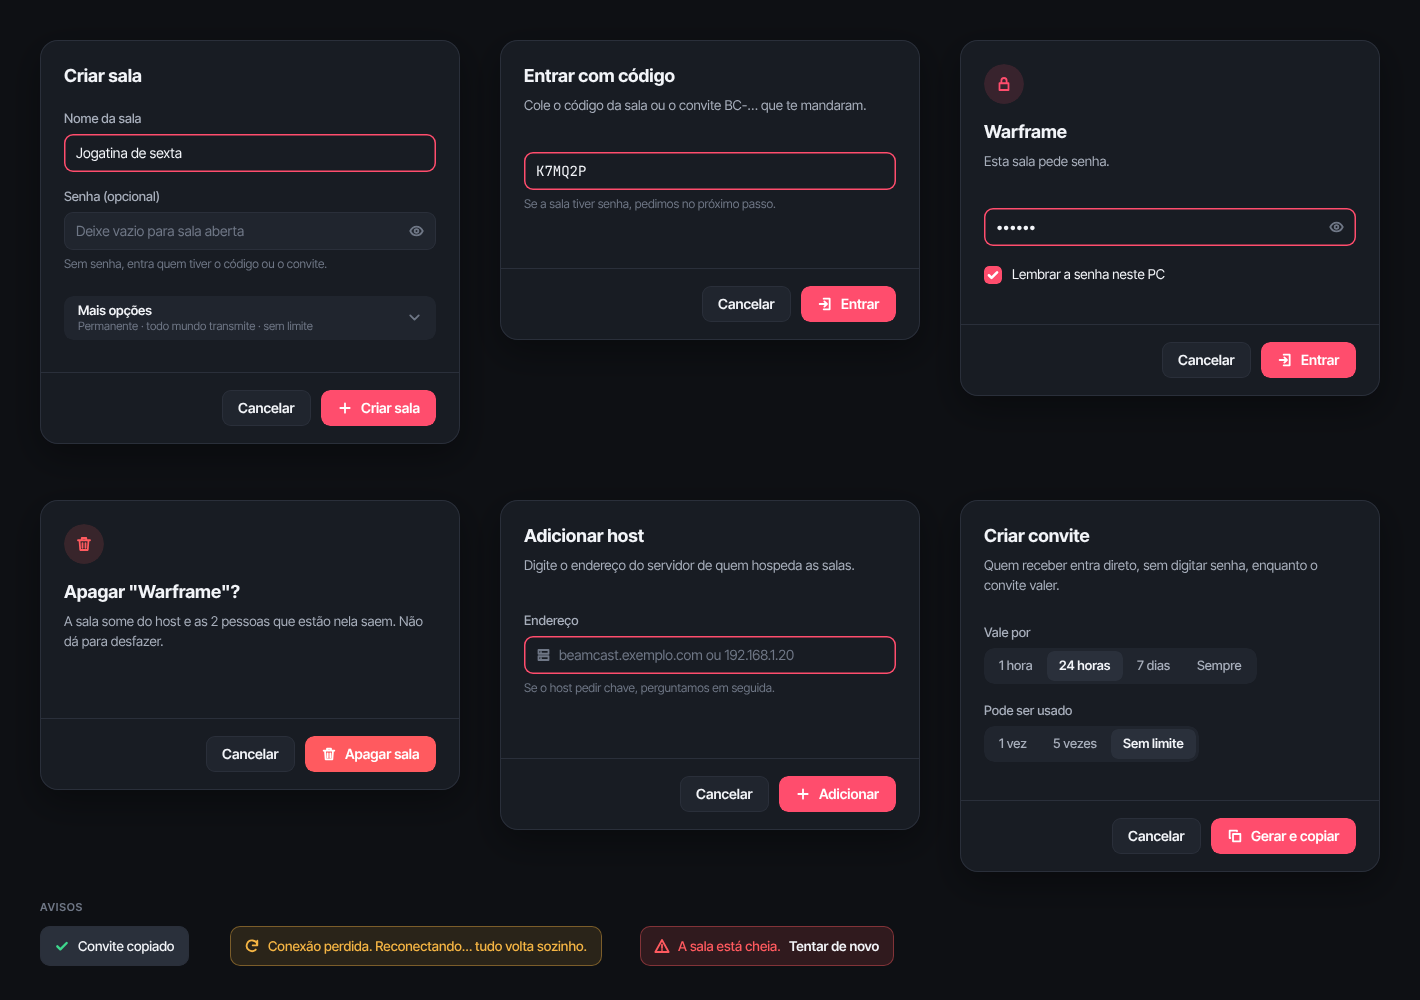 Criar sala
Nome da sala
Jogatina de sexta
Senha (opcional)
Deixe vazio para sala aberta
Sem senha, entra quem tiver o código ou o convite.
Mais opções
Permanente · todo mundo transmite · sem limite
Cancelar
Criar sala
Entrar com código
Cole o código da sala ou o convite BC-... que te mandaram.
K7MQ2P
Se a sala tiver senha, pedimos no próximo passo.
Cancelar
Entrar
Warframe
Esta sala pede senha.
••••••
Lembrar a senha neste PC
Cancelar
Entrar
Apagar "Warframe"?
A sala some do host e as 2 pessoas que estão nela saem. Não
dá para desfazer.
Cancelar
Apagar sala
Adicionar host
Digite o endereço do servidor de quem hospeda as salas.
Endereço
beamcast.exemplo.com ou 192.168.1.20
Se o host pedir chave, perguntamos em seguida.
Cancelar
Adicionar
Criar convite
Quem receber entra direto, sem digitar senha, enquanto o
convite valer.
Vale por
1 hora 24 horas 7 dias Sempre
Pode ser usado
1 vez 5 vezes Sem limite
Cancelar
Gerar e copiar
AVISOS
Convite copiado
Conexão perdida. Reconectando... tudo volta sozinho.
A sala está cheia. Tentar de novo